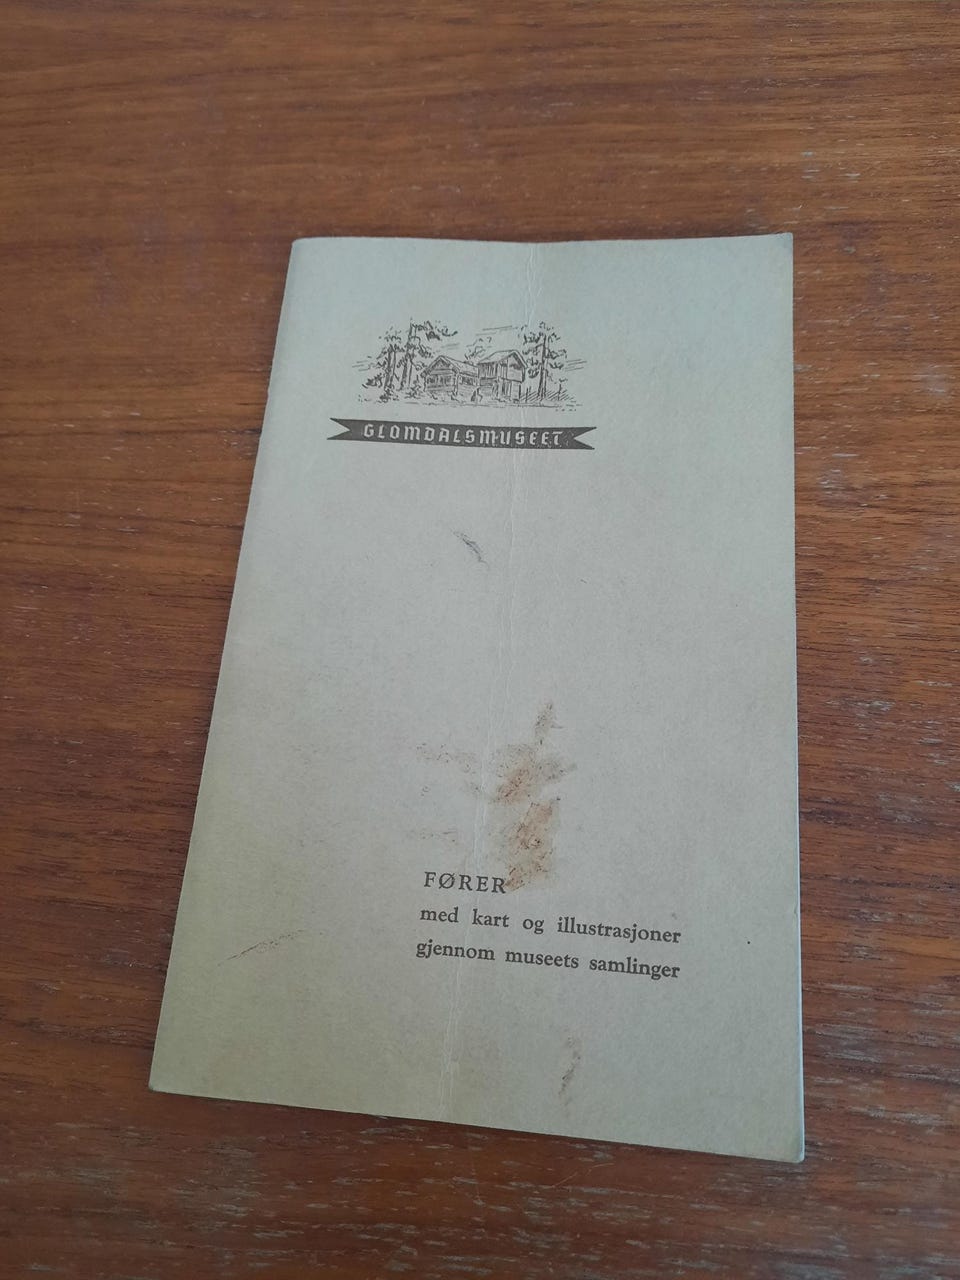 GLOMDALSMUSEET
FØRER
med kart og illustrasjoner
gjennom museets samlinger